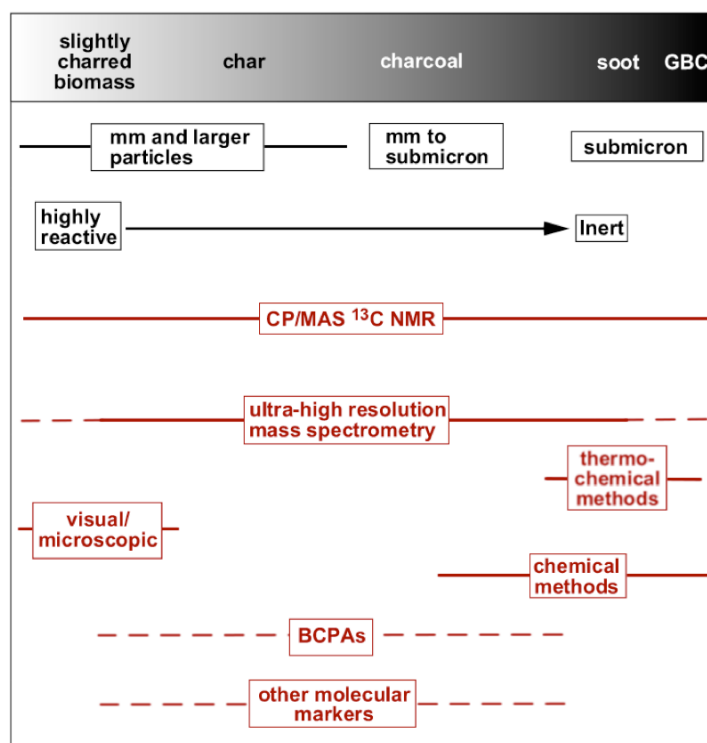 slightly
charred
biomass
char
charcoal
soot
GBC
mm and larger
particles
mm to
submicron
submicron
highly
reactive
Inert
CP/MAS ¹³C NMR
ultra-high resolution
mass spectrometry
thermo-
chemical
methods
visual/
microscopic
chemical
methods
BCPAs
other molecular
markers